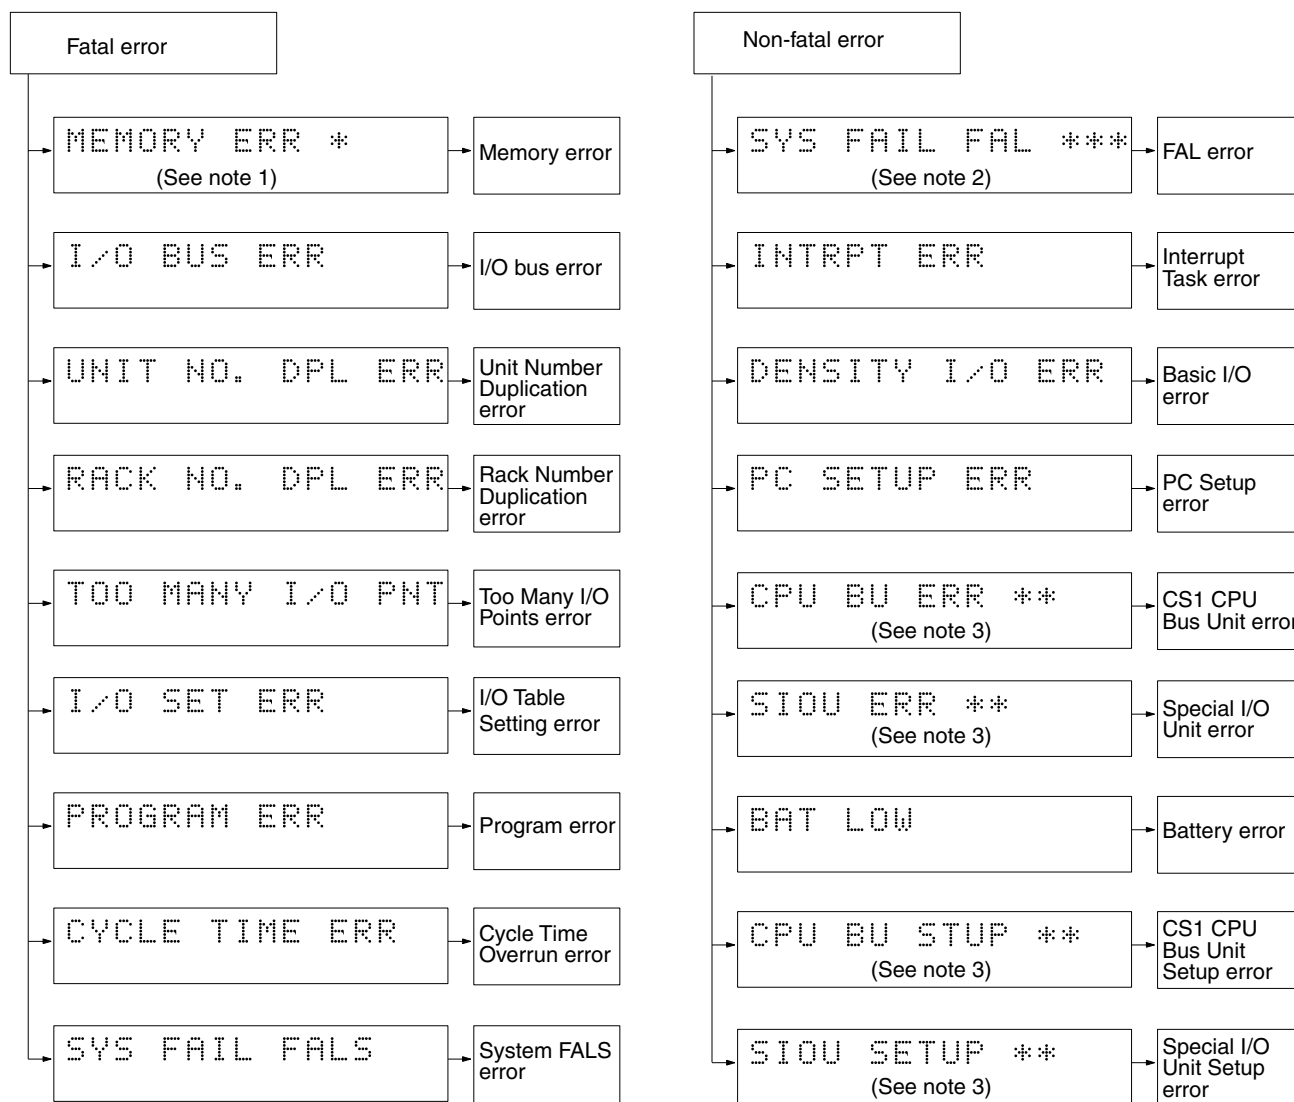 Fatal error
MEMORY ERR *
(See note 1)
Memory error
I/O BUS ERR
I/O bus error
UNIT NO. DPL ERR
Unit Number
Duplication
error
RACK NO. DPL ERR
Rack Number
Duplication
error
TOO MANY I/O PNT
Too Many I/O
Points error
I/O SET ERR
I/O Table
Setting error
PROGRAM ERR
Program error
CYCLE TIME ERR
Cycle Time
Overrun error
SYS FAIL FALS
System FALS
error
Non-fatal error
SYS FAIL FAL ***
(See note 2)
FAL error
INTRPT ERR
Interrupt
Task error
DENSITY I/O ERR
Basic I/O
error
PC SETUP ERR
PC Setup
error
CPU BU ERR **
(See note 3)
CS1 CPU
Bus Unit error
SIOU ERR **
(See note 3)
Special I/O
Unit error
BAT LOW
Battery error
CPU BU STUP **
(See note 3)
CS1 CPU
Bus Unit
Setup error
SIOU SETUP **
(See note 3)
Special I/O
Unit Setup
error